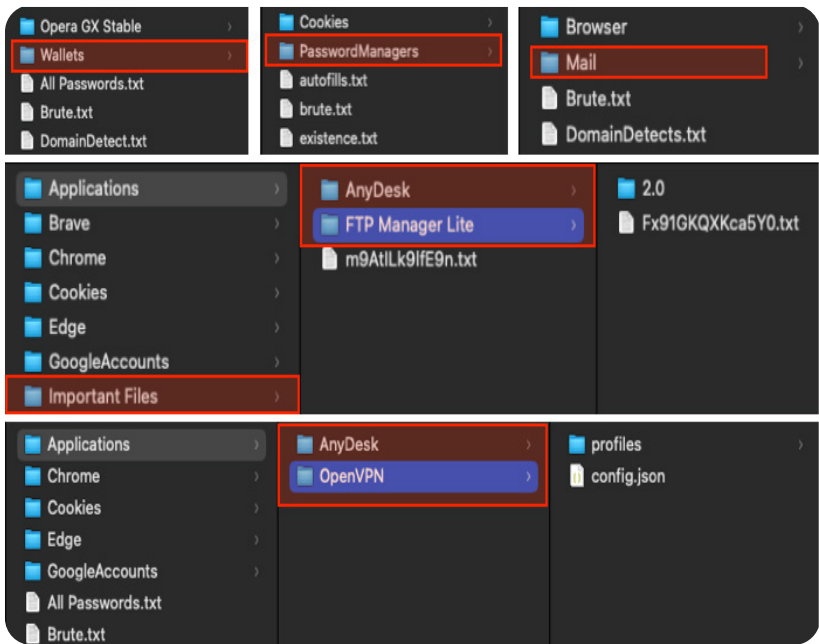 Opera GX Stable
Wallets
All Passwords.txt
Brute.txt
DomainDetect.txt
Cookies
PasswordManagers
autofills.txt
brute.txt
existence.txt
Browser
Mail
Brute.txt
DomainDetects.txt
Applications
Brave
Chrome
Cookies
Edge
GoogleAccounts
Important Files
AnyDesk
FTP Manager Lite
m9AtlLk9lfE9n.txt
2.0
Fx91GKQXKca5Y0.txt
Applications
Chrome
Cookies
Edge
GoogleAccounts
All Passwords.txt
Brute.txt
AnyDesk
OpenVPN
profiles
config.json